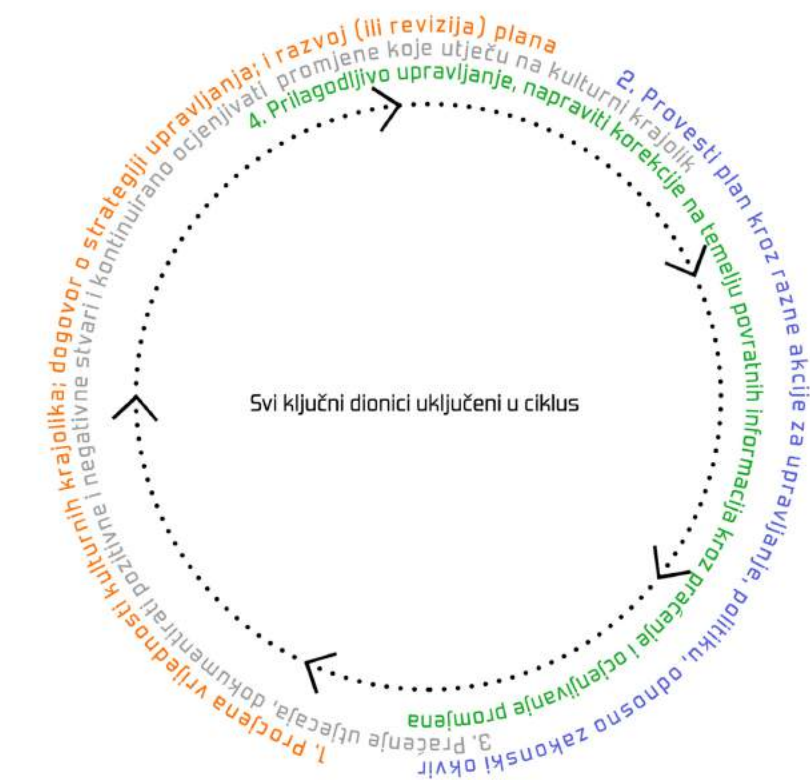 1. Procjena vrijednosti kulturnih krajolika; dogovor o strategiji upravljanja; i razvoj (ili revizija) plana
2. Provesti plan kroz razne akcije za upravljanje, politiku, odnosno zakonski okvir
3. Praćenje utjecaja, dokumentirati pozitivne i negativne stvari i kontinuirano ocjenjivati promjene koje utječu na kulturni krajolik
4. Prilagodljivo upravljanje, napraviti korekcije na temelju povratnih informacija kroz praćenje i ocjenjivanje promjena
Svi ključni dionici uključeni u ciklus